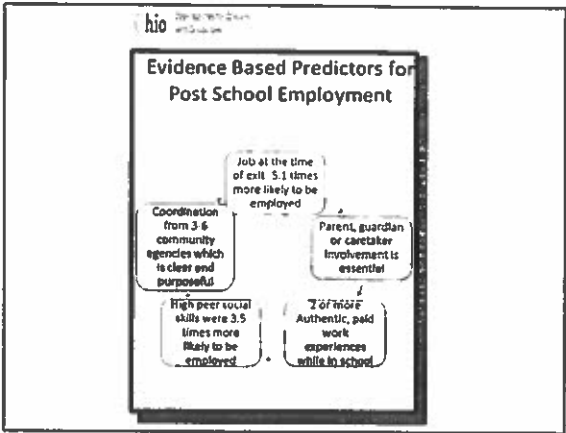 hio
Evidence Based Predictors for
Post School Employment
Job at the time
of exit 5.1 times
more likely to be
employed
Parent, guardian
or caretaker
Involvement is
essential
2 of more
Authentic, paid
work
experiences
while in school
High peer social
skills were 3.5
times more
likely to be
employed
Coordination
from 3-6
community
agencies which
is clear and
purposeful